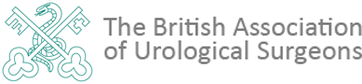 The British Association
of Urological Surgeons